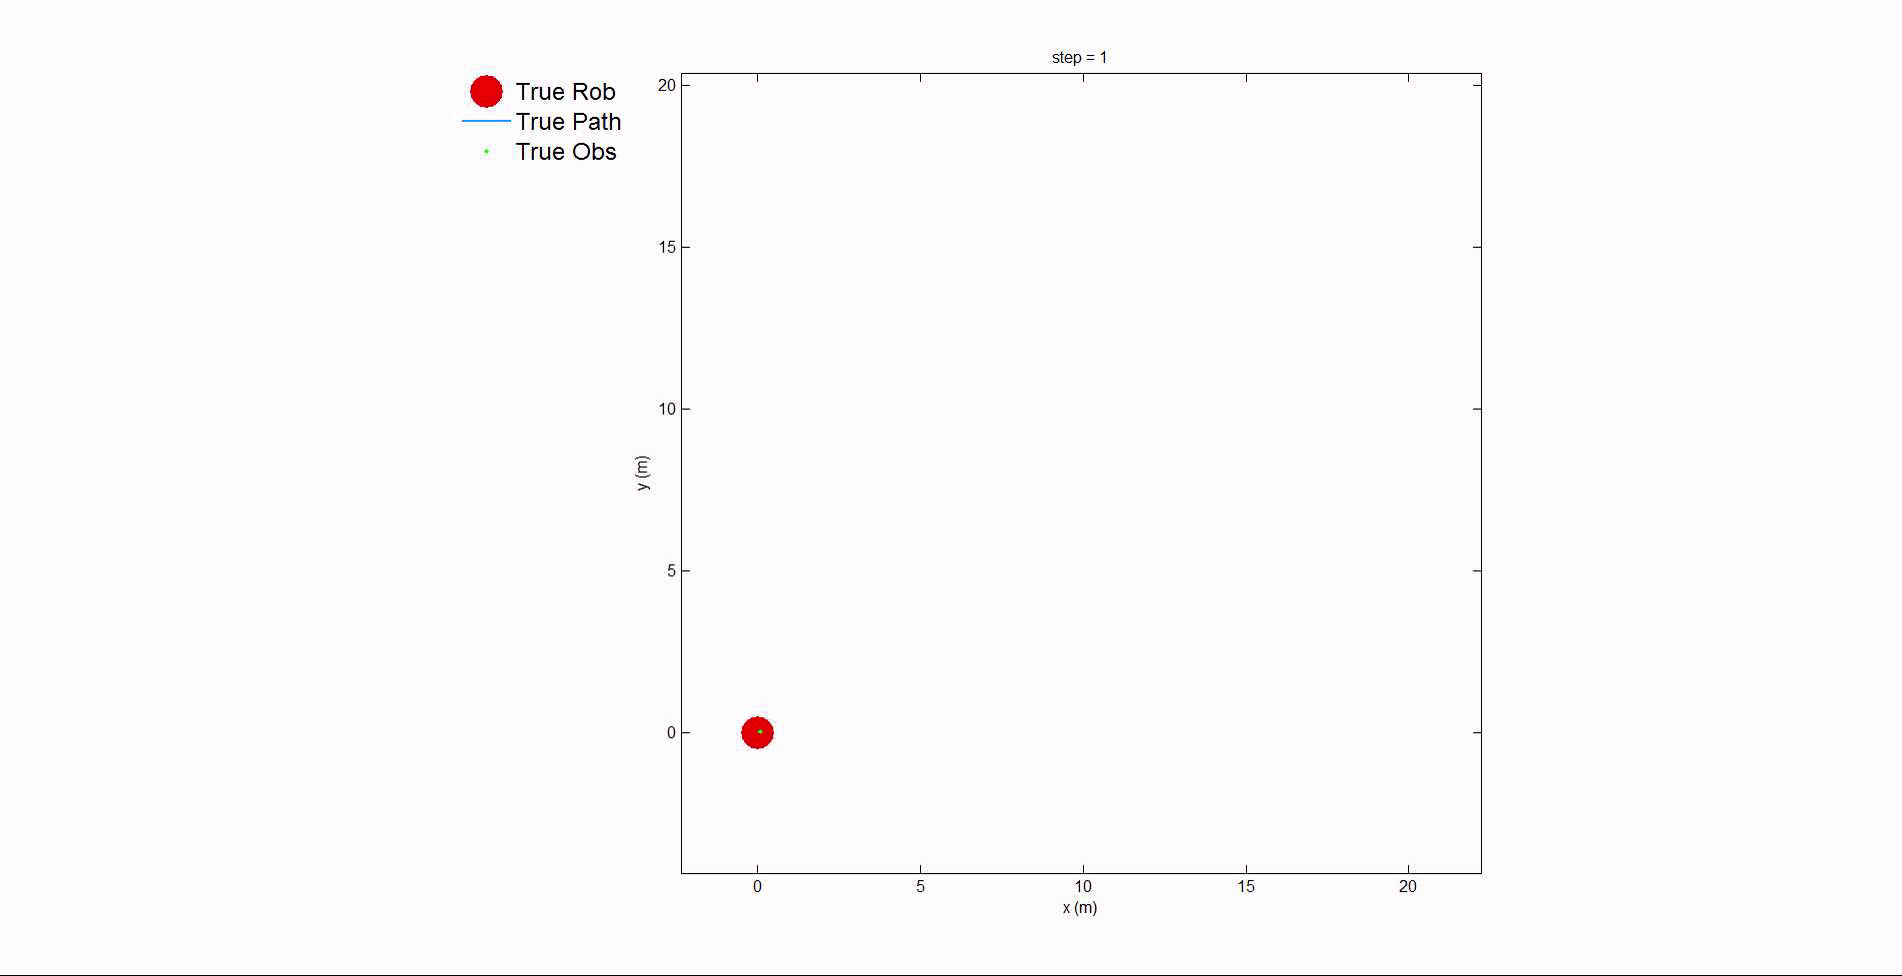 step = 1
True Rob
True Path
True Obs
20
15
10
5
0
y (m)
0 5 10 15 20
x (m)